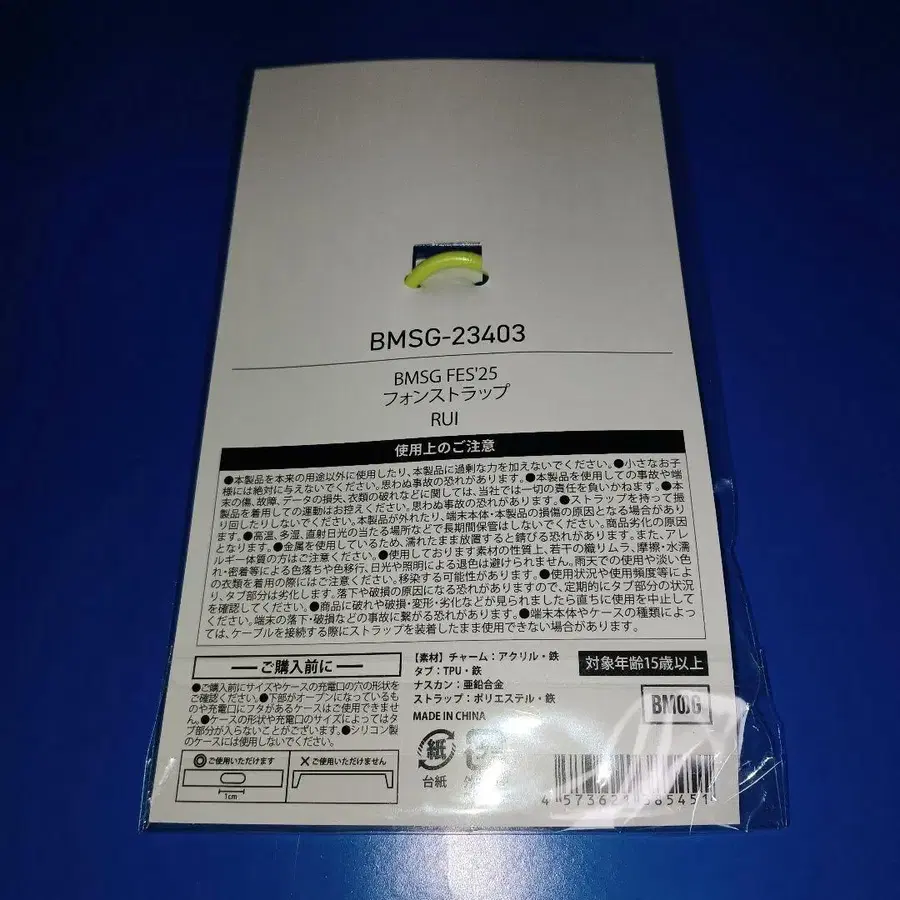 BMSG-23403
BMSG FES'25
フォンストラップ
RUI
使用上のご注意
●本製品を本来の用途以外に使用したり、本製品に過剰な力を加えないでください。●小さなお子
様には絶対に与えないでください。思わぬ事故の恐れがあります。●本製品を使用しての事故や端
末の傷、故障、データの損失、衣類の破れなどに関しては、当社では一切の責任を負いかねます。●本
製品を着用しての運動はお控えください。思わぬ事故の恐れがあります。●ストラップを持って振
り回したりしないでください。本製品が外れたり、端末本体・本製品の損傷の原因となる場合があり
ます。●高温、多湿、直射日光の当たる場所などで長期間保管はしないでください。商品劣化の原因
となります。●金属を使用しているため、濡れたまま放置すると錆びる恐れがあります。また、アレ
ルギー体質の方はご注意ください。●使用しております素材の性質上、若干の織りムラ、摩擦・水濡
れ・密着等による色落ちや色移行、日光や照明による退色は避けられません。雨天での使用や淡い色
の衣類を着用の際にはご注意ください。移染する可能性があります。●使用状況や使用頻度等によ
り、タブ部分は劣化します。落下や破損の原因になる恐れがありますので、定期的にタブ部分の状況
を確認してください。●商品に破れや破損・変形・劣化などが見られましたら直ちに使用を中止して
ください。端末の落下・破損などの事故に繋がる恐れがあります。●端末本体やケースの種類によっ
ては、ケーブルを接続する際にストラップを装着したまま使用できない場合があります。
ご購入前に
●ご購入前にサイズやケースの充電口の穴の形状を
ご確認ください。●下部がオープンになっているも
のや充電口にフタがあるケースはご使用できませ
ん。●ケースの形状や充電口のサイズによってはタ
ブ部分が入らないことがございます。●シリコン製
のケースには使用しないでください。
◎ご使用いただけます
×ご使用いただけません
1cm
【素材】チャーム：アクリル・鉄
タブ：TPU・鉄
ナスカン：亜鉛合金
ストラップ：ポリエステル・鉄
MADE IN CHINA
対象年齢15歳以上
BMSG
紙
台紙